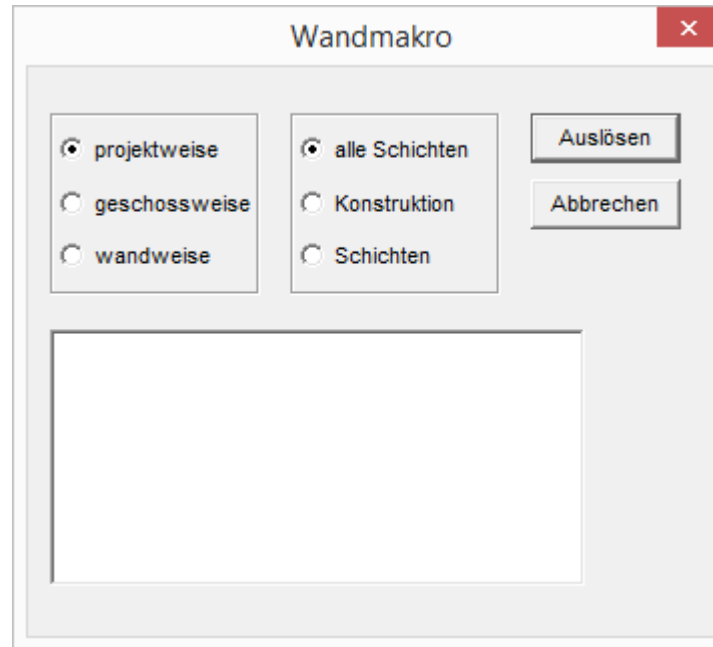 Wandmakro
projektweise
geschossweise
wandweise
alle Schichten
Konstruktion
Schichten
Auslösen
Abbrechen